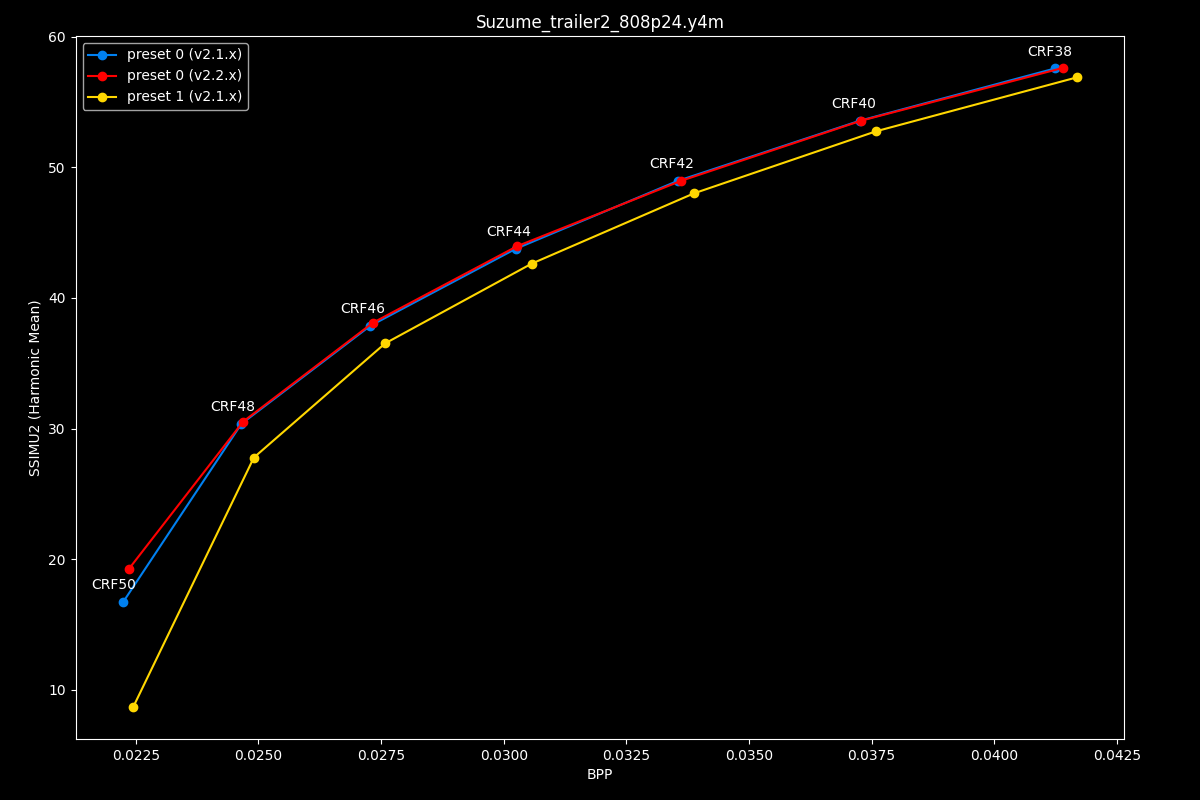 Suzume_trailer2_808p24.y4m
preset 0 (v2.1.x)
preset 0 (v2.2.x)
preset 1 (v2.1.x)
CRF38
CRF40
CRF42
CRF44
CRF46
CRF48
CRF50
SSIMU2 (Harmonic Mean)
60
50
40
30
20
10
0.0225
0.0250
0.0275
0.0300
0.0325
0.0350
0.0375
0.0400
0.0425
BPP